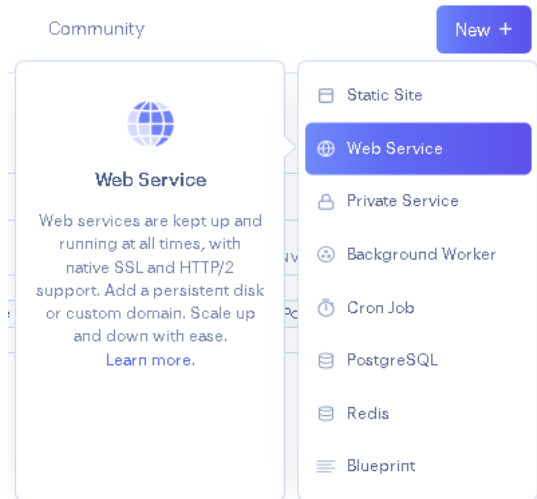 Community
New +
Web Service
Web services are kept up and
running at all times, with
native SSL and HTTP/2
support. Add a persistent disk
or custom domain. Scale up
and down with ease.
Learn more.
Static Site
Web Service
Private Service
Background Worker
Cron Job
PostgreSQL
Redis
Blueprint